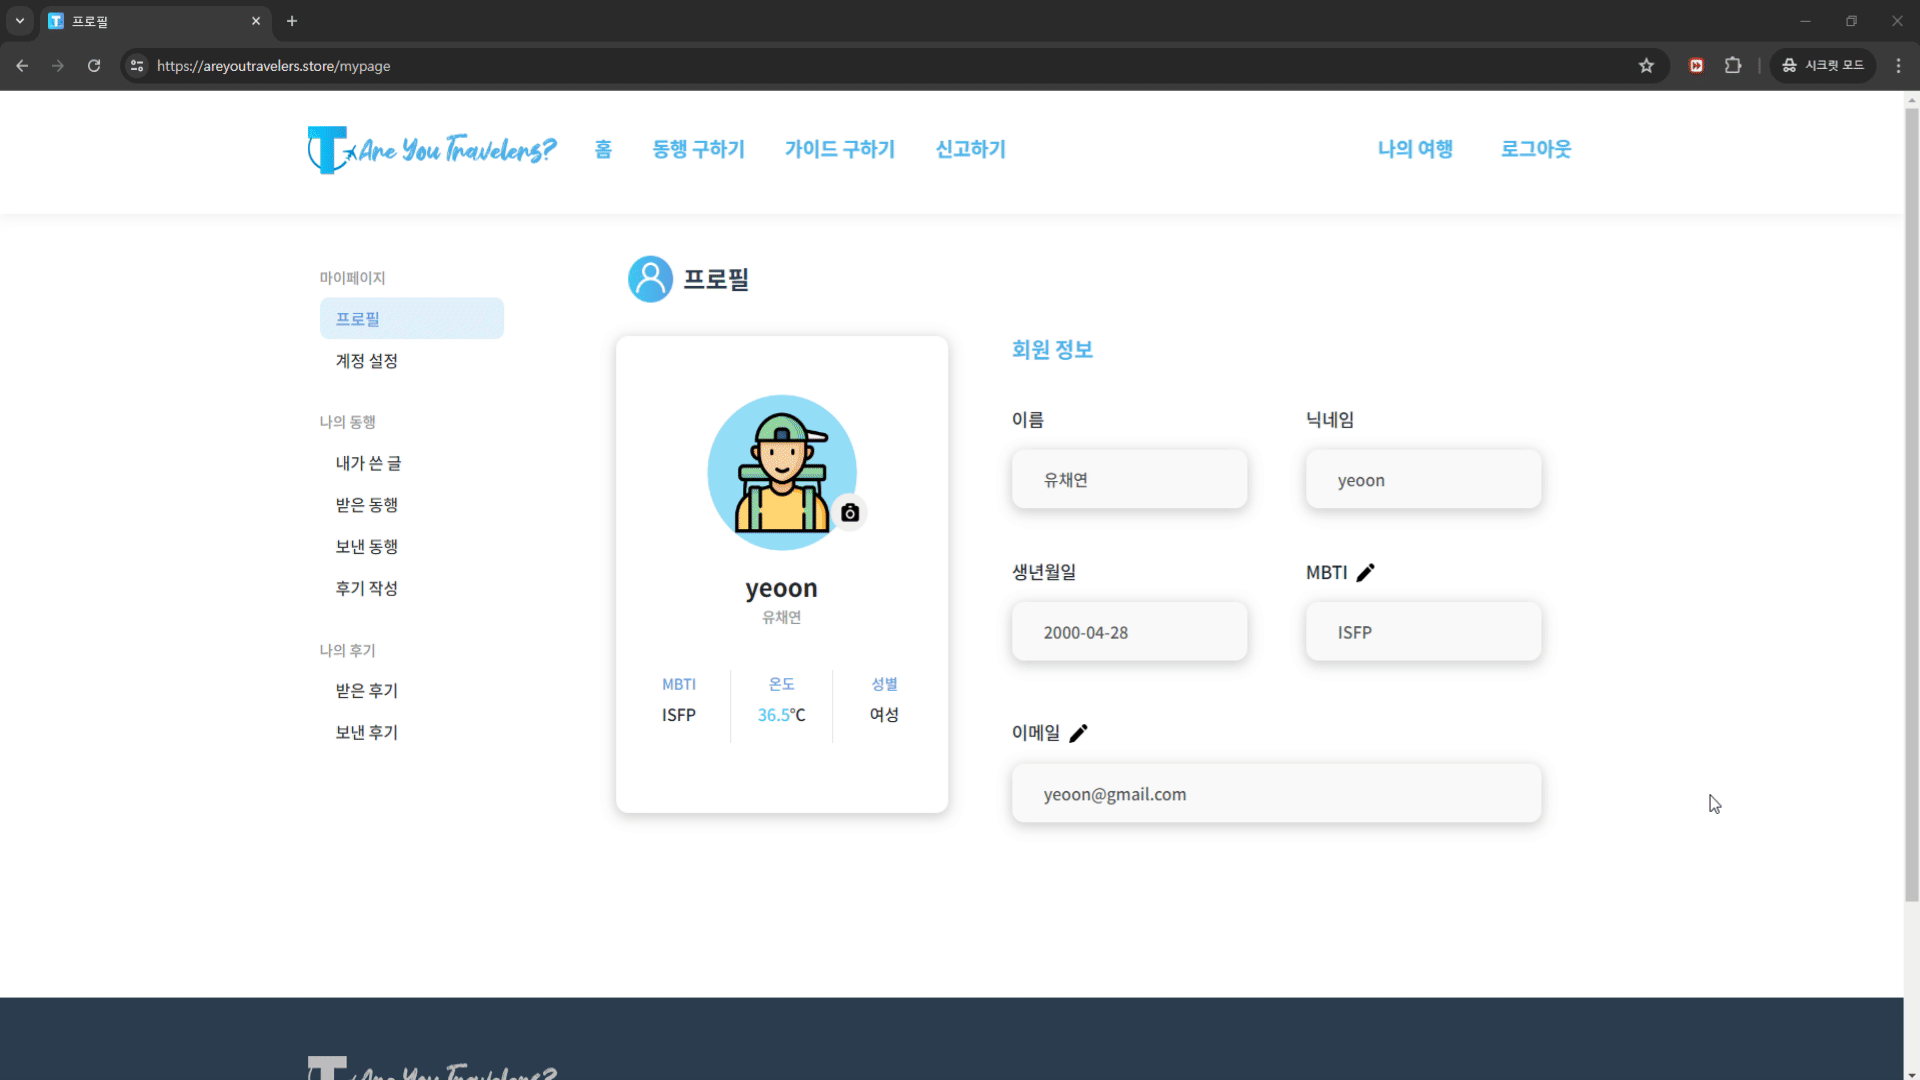 프로필
https://areyoutravelers.store/mypage
시크릿 모드
T Are You Travelers? 홈 동행 구하기 가이드 구하기 신고하기 나의 여행 로그아웃
마이페이지
프로필
계정 설정
나의 동행
내가 쓴 글
받은 동행
보낸 동행
후기 작성
나의 후기
받은 후기
보낸 후기
프로필
yeoon
유채연
MBTI 온도 성별
ISFP 36.5℃ 여성
회원 정보
이름 닉네임
유채연 yeoon
생년월일 MBTI
2000-04-28 ISFP
이메일
yeoon@gmail.com
T Are You Travelers?